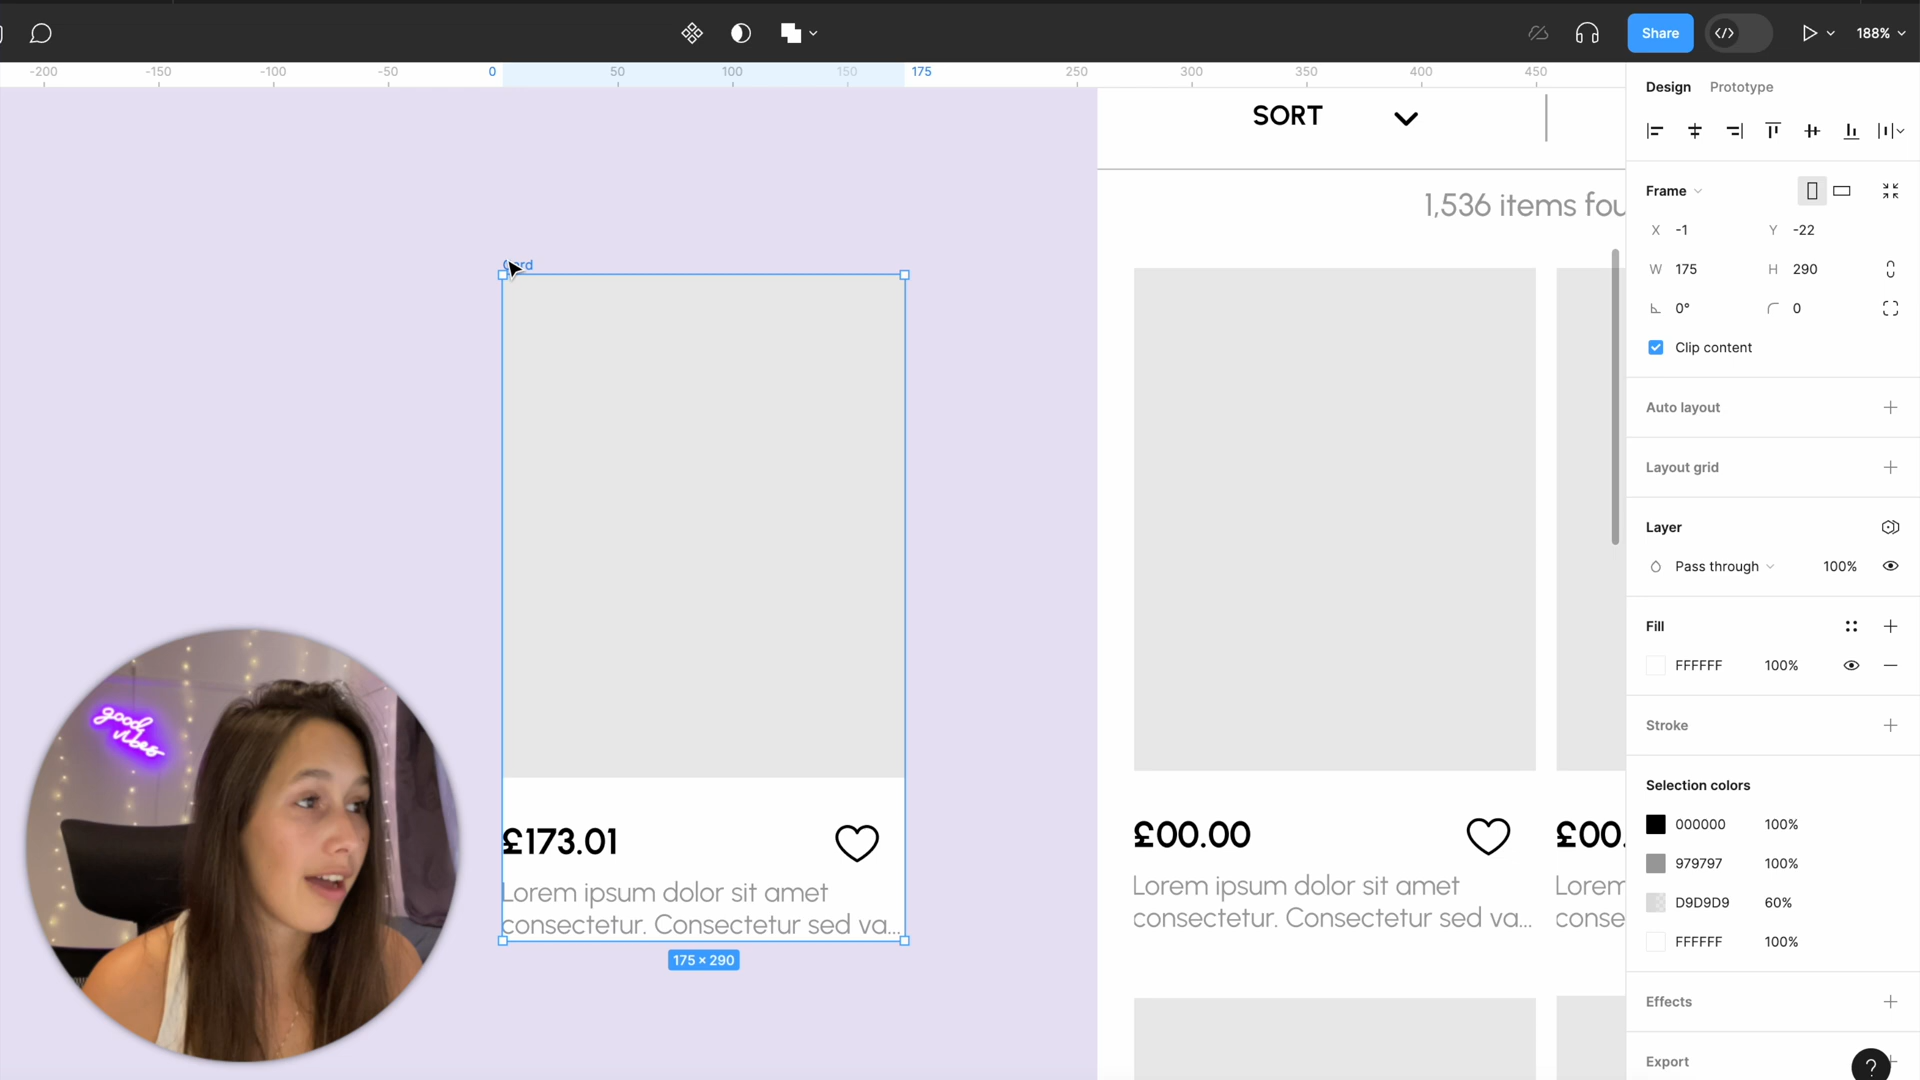 Share
188%
-200 -150 -100 -50 0 50 100 150 175 250 300 350 400 450
Design Prototype
SORT
Frame
1,536 items fou
X -1 Y -22
W 175 H 290
0° 0
Clip content
Auto layout
Layout grid
Layer
Pass through 100%
Fill
FFFFFF 100%
Stroke
Selection colors
000000 100%
979797 100%
D9D9D9 60%
FFFFFF 100%
Effects
Export
?
£173.01
Lorem ipsum dolor sit amet
consectetur. Consectetur sed va...
175 × 290
£00.00
Lorem ipsum dolor sit amet
consectetur. Consectetur sed va...
£00.
Lorem
conse
good
vibes